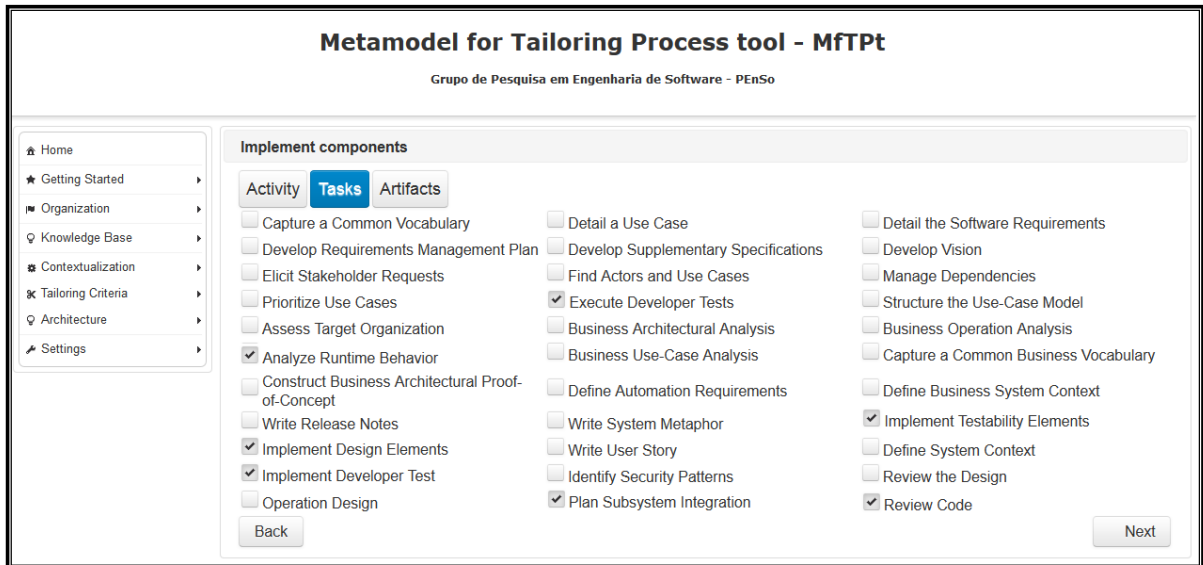 Metamodel for Tailoring Process tool - MfTPt
Grupo de Pesquisa em Engenharia de Software - PEnSo
Home
Getting Started
Organization
Knowledge Base
Contextualization
Tailoring Criteria
Architecture
Settings
Implement components
Activity Tasks Artifacts
Capture a Common Vocabulary Detail a Use Case Detail the Software Requirements
Develop Requirements Management Plan Develop Supplementary Specifications Develop Vision
Elicit Stakeholder Requests Find Actors and Use Cases Manage Dependencies
Prioritize Use Cases Execute Developer Tests Structure the Use-Case Model
Assess Target Organization Business Architectural Analysis Business Operation Analysis
Analyze Runtime Behavior Business Use-Case Analysis Capture a Common Business Vocabulary
Construct Business Architectural Proof-
of-Concept Define Automation Requirements Define Business System Context
Write Release Notes Write System Metaphor Implement Testability Elements
Implement Design Elements Write User Story Define System Context
Implement Developer Test Identify Security Patterns Review the Design
Operation Design Plan Subsystem Integration Review Code
Back Next